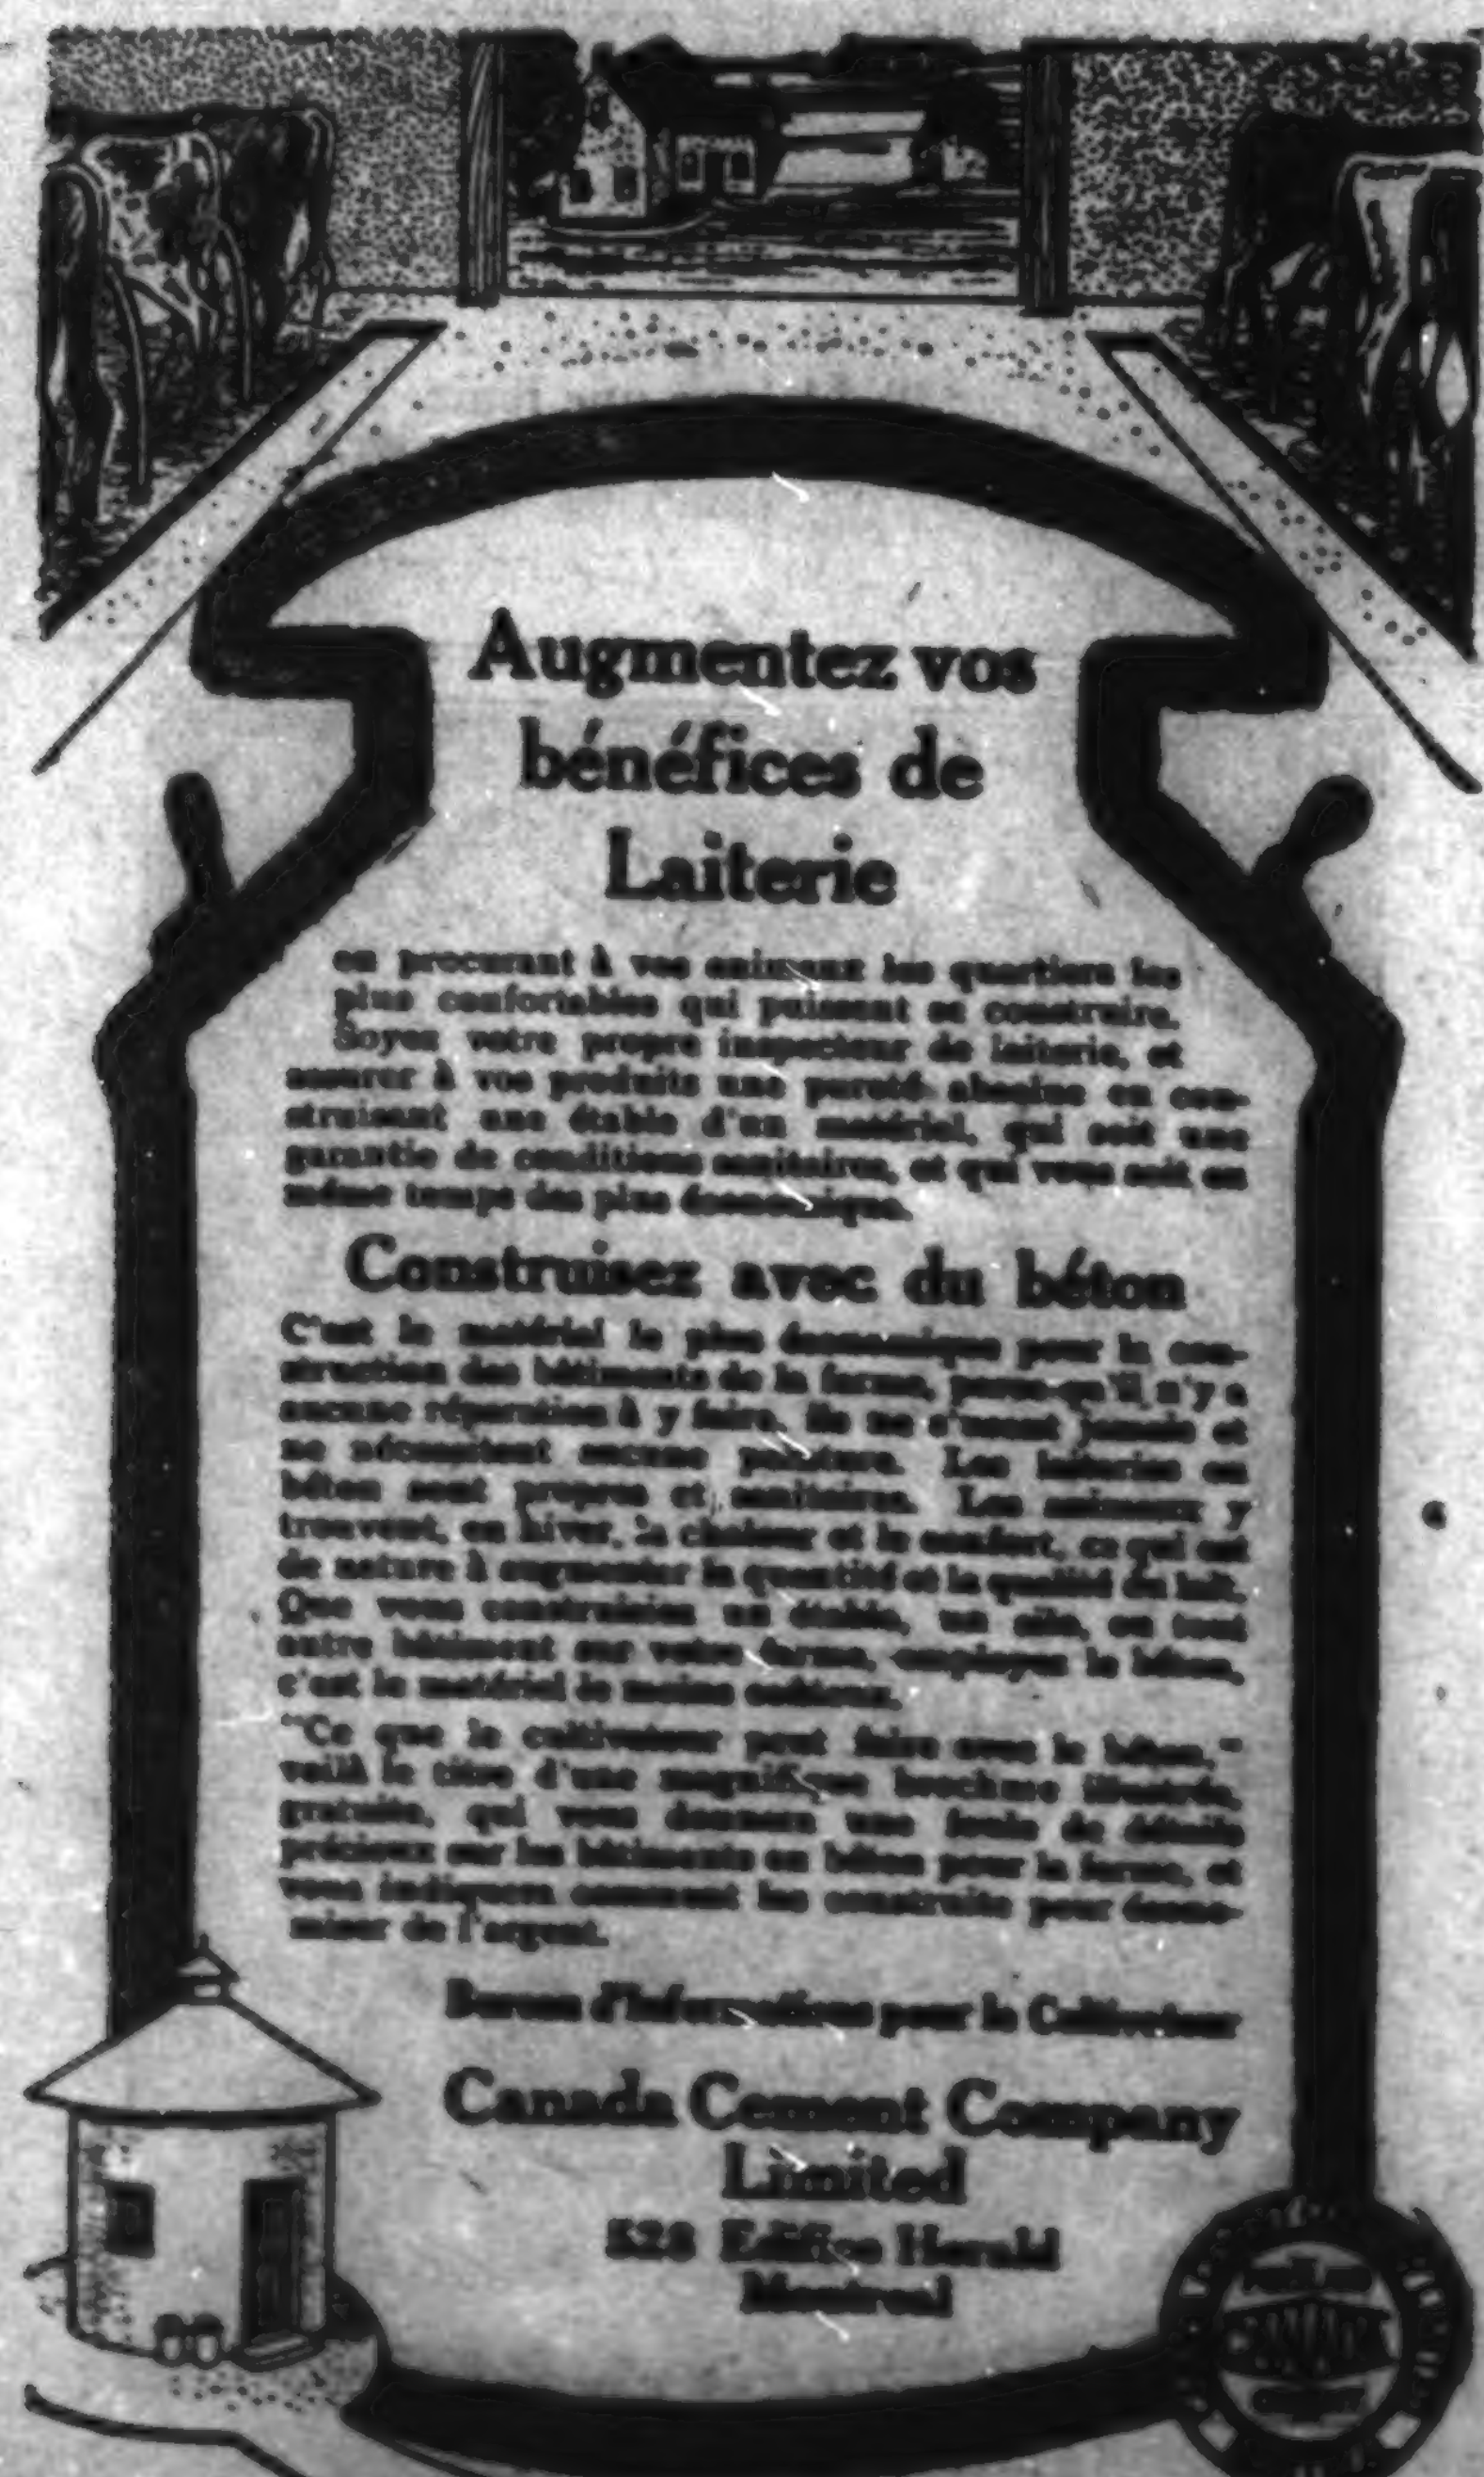 Augmentez vos
bénéfices de
Laiterie
en procurant à vos animaux les quartiers les
plus confortables qui puissent se construire.
Soyez votre propre inspecteur de laiterie, et
assurer à vos produits une pureté absolue en con-
struisant une étable d'un matériel, qui soit une
garantie de conditions sanitaires, et qui vous soit en
même temps des plus économique.
Construisez avec du béton
C'est le matériel le plus économique pour la con-
struction des bâtiments de la ferme, parce-qu'il n'y a
aucune réparation à y faire. Ils ne s'usent jamais et
ne nécessitent aucune peinture. Les laiteries en
béton sont propres et sanitaires. Les animaux y
trouvent, en hiver, la chaleur et le confort, ce qui est
de nature à augmenter la quantité et la qualité du lait.
Que vous construisiez un étable, un silo, ou tout
autre bâtiment sur votre ferme, employez le béton,
c'est le matériel le moins coûteux.
"Ce que le cultivateur peut faire avec le béton,"
voilà le titre d'une magnifique brochure illustrée,
gratuite, qui vous donnera une foule de détails
précieux sur les bâtiments en béton pour la ferme, et
vous indiquera comment les construire pour écono-
miser de l'argent.
Bureau d'Informations pour le Cultivateur
Canada Cement Company
Limited
528 Edifice Herald
Montreal
PORTLAND
CANADA
CEMENT